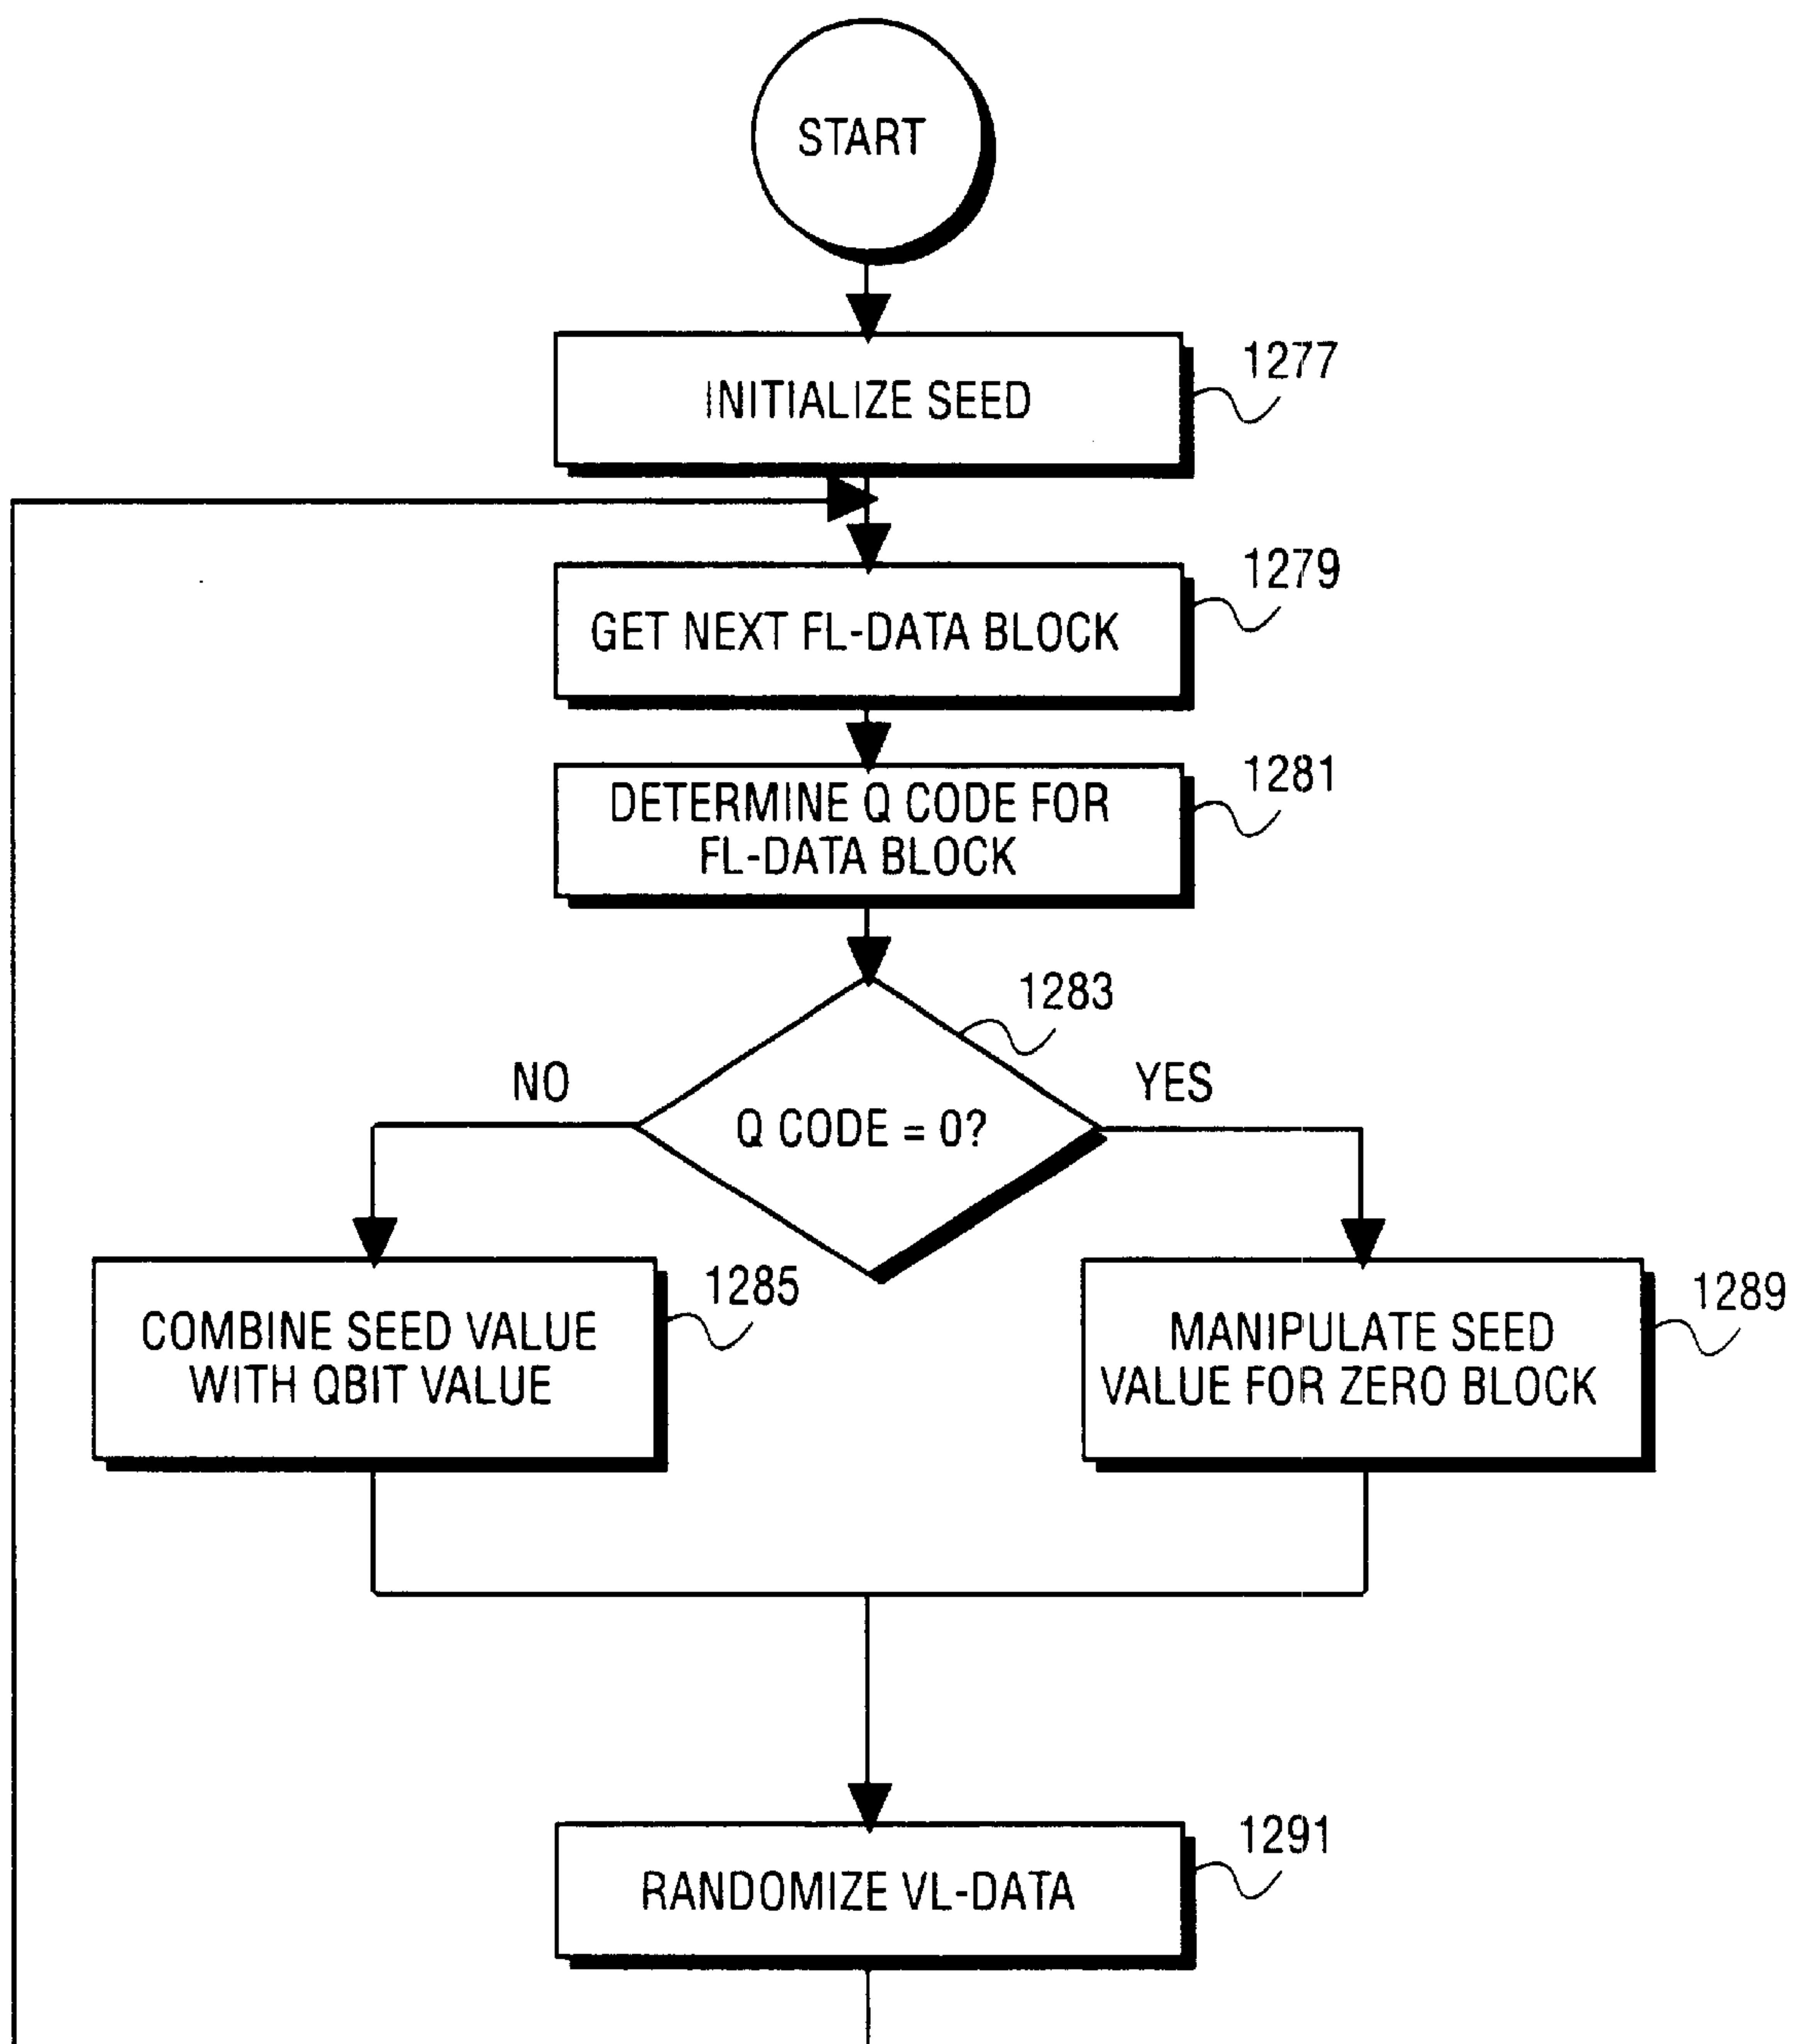 START
INITIALIZE SEED
1277
GET NEXT FL-DATA BLOCK
1279
DETERMINE Q CODE FOR
FL-DATA BLOCK
1281
1283
NO
YES
Q CODE = 0?
COMBINE SEED VALUE
WITH QBIT VALUE
1285
MANIPULATE SEED
VALUE FOR ZERO BLOCK
1289
RANDOMIZE VL-DATA
1291